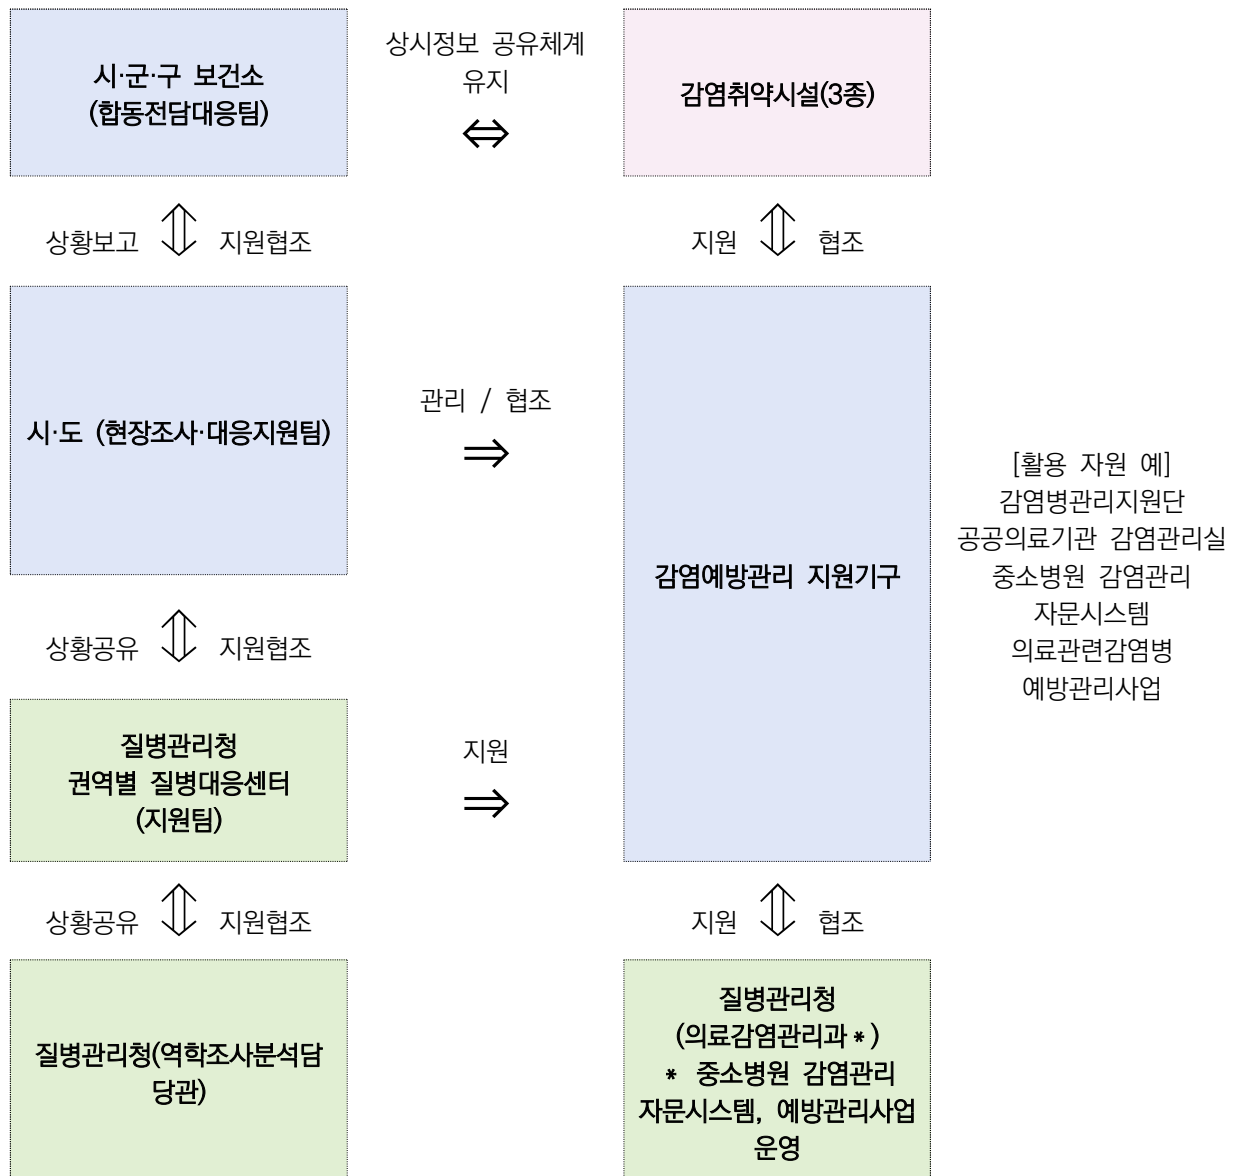 시·군·구 보건소
(합동전담대응팀)
상시정보 공유체계
유지
⇔
감염취약시설(3종)
상황보고 ⇕ 지원협조
지원 ⇕ 협조
시·도 (현장조사·대응지원팀)
관리 / 협조
⇒
감염예방관리 지원기구
[활용 자원 예]
감염병관리지원단
공공의료기관 감염관리실
중소병원 감염관리
자문시스템
의료관련감염병
예방관리사업
상황공유 ⇕ 지원협조
질병관리청
권역별 질병대응센터
(지원팀)
지원
⇒
상황공유 ⇕ 지원협조
지원 ⇕ 협조
질병관리청(역학조사분석담
당관)
질병관리청
(의료감염관리과*)
* 중소병원 감염관리
자문시스템, 예방관리사업
운영